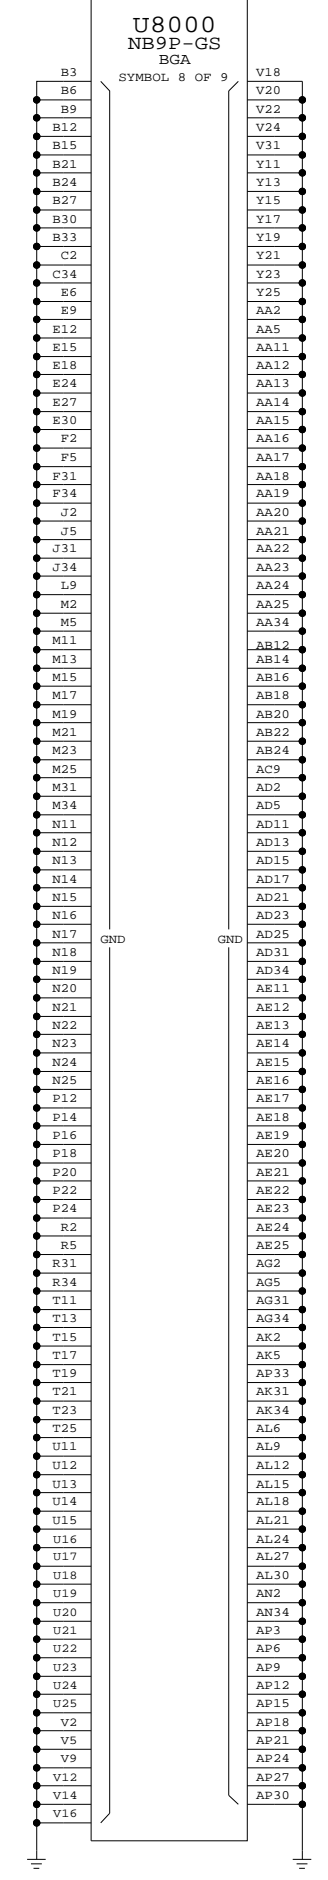 U8000
NB9P-GS
BGA
SYMBOL 8 OF 9
B3 V18
B6 V20
B9 V22
B12 V24
B15 V31
B21 Y11
B24 Y13
B27 Y15
B30 Y17
B33 Y19
C2 Y21
C34 Y23
E6 Y25
E9 AA2
E12 AA5
E15 AA11
E18 AA12
E24 AA13
E27 AA14
E30 AA15
F2 AA16
F5 AA17
F31 AA18
F34 AA19
J2 AA20
J5 AA21
J31 AA22
J34 AA23
L9 AA24
M2 AA25
M5 AA34
M11 AB12
M13 AB14
M15 AB16
M17 AB18
M19 AB20
M21 AB22
M23 AB24
M25 AC9
M31 AD2
M34 AD5
N11 AD11
N12 AD13
N13 AD15
N14 AD17
N15 AD21
N16 AD23
N17 GND GND AD25
N18 AD31
N19 AD34
N20 AE11
N21 AE12
N22 AE13
N23 AE14
N24 AE15
N25 AE16
P12 AE17
P14 AE18
P16 AE19
P18 AE20
P20 AE21
P22 AE22
P24 AE23
R2 AE24
R5 AE25
R31 AG2
R34 AG5
T11 AG31
T13 AG34
T15 AK2
T17 AK5
T19 AP33
T21 AK31
T23 AK34
T25 AL6
U11 AL9
U12 AL12
U13 AL15
U14 AL18
U15 AL21
U16 AL24
U17 AL27
U18 AL30
U19 AN2
U20 AN34
U21 AP3
U22 AP6
U23 AP9
U24 AP12
U25 AP15
V2 AP18
V5 AP21
V9 AP24
V12 AP27
V14 AP30
V16